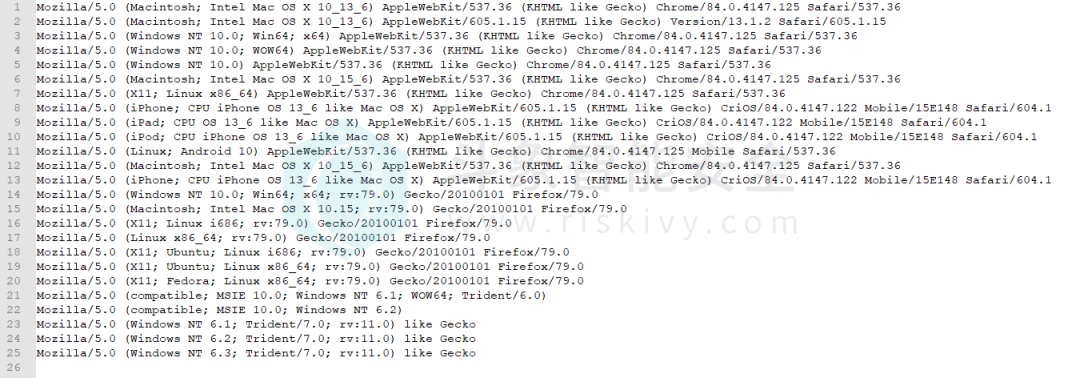 1 Mozilla/5.0 (Macintosh; Intel Mac OS X 10_13_6) AppleWebKit/537.36 (KHTML like Gecko) Chrome/84.0.4147.125 Safari/537.36
2 Mozilla/5.0 (Macintosh; Intel Mac OS X 10_13_6) AppleWebKit/605.1.15 (KHTML like Gecko) Version/13.1.2 Safari/605.1.15
3 Mozilla/5.0 (Windows NT 10.0; Win64; x64) AppleWebKit/537.36 (KHTML like Gecko) Chrome/84.0.4147.125 Safari/537.36
4 Mozilla/5.0 (Windows NT 10.0; WOW64) AppleWebKit/537.36 (KHTML like Gecko) Chrome/84.0.4147.125 Safari/537.36
5 Mozilla/5.0 (Windows NT 10.0) AppleWebKit/537.36 (KHTML like Gecko) Chrome/84.0.4147.125 Safari/537.36
6 Mozilla/5.0 (Macintosh; Intel Mac OS X 10_15_6) AppleWebKit/537.36 (KHTML like Gecko) Chrome/84.0.4147.125 Safari/537.36
7 Mozilla/5.0 (X11; Linux x86_64) AppleWebKit/537.36 (KHTML like Gecko) Chrome/84.0.4147.125 Safari/537.36
8 Mozilla/5.0 (iPhone; CPU iPhone OS 13_6 like Mac OS X) AppleWebKit/605.1.15 (KHTML like Gecko) CriOS/84.0.4147.122 Mobile/15E148 Safari/604.1
9 Mozilla/5.0 (iPad; CPU OS 13_6 like Mac OS X) AppleWebKit/605.1.15 (KHTML like Gecko) CriOS/84.0.4147.122 Mobile/15E148 Safari/604.1
10 Mozilla/5.0 (iPod; CPU iPhone OS 13_6 like Mac OS X) AppleWebKit/605.1.15 (KHTML like Gecko) CriOS/84.0.4147.122 Mobile/15E148 Safari/604.1
11 Mozilla/5.0 (Linux; Android 10) AppleWebKit/537.36 (KHTML like Gecko) Chrome/84.0.4147.125 Mobile Safari/537.36
12 Mozilla/5.0 (Macintosh; Intel Mac OS X 10_15_6) AppleWebKit/537.36 (KHTML like Gecko) Chrome/84.0.4147.125 Safari/537.36
13 Mozilla/5.0 (iPhone; CPU iPhone OS 13_6 like Mac OS X) AppleWebKit/605.1.15 (KHTML like Gecko) CriOS/84.0.4147.122 Mobile/15E148 Safari/604.1
14 Mozilla/5.0 (Windows NT 10.0; Win64; x64; rv:79.0) Gecko/20100101 Firefox/79.0
15 Mozilla/5.0 (Macintosh; Intel Mac OS X 10.15; rv:79.0) Gecko/20100101 Firefox/79.0
16 Mozilla/5.0 (X11; Linux i686; rv:79.0) Gecko/20100101 Firefox/79.0
17 Mozilla/5.0 (Linux x86_64; rv:79.0) Gecko/20100101 Firefox/79.0
18 Mozilla/5.0 (X11; Ubuntu; Linux i686; rv:79.0) Gecko/20100101 Firefox/79.0
19 Mozilla/5.0 (X11; Ubuntu; Linux x86_64; rv:79.0) Gecko/20100101 Firefox/79.0
20 Mozilla/5.0 (X11; Fedora; Linux x86_64; rv:79.0) Gecko/20100101 Firefox/79.0
21 Mozilla/5.0 (compatible; MSIE 10.0; Windows NT 6.1; WOW64; Trident/6.0)
22 Mozilla/5.0 (compatible; MSIE 10.0; Windows NT 6.2)
23 Mozilla/5.0 (Windows NT 6.1; Trident/7.0; rv:11.0) like Gecko
24 Mozilla/5.0 (Windows NT 6.2; Trident/7.0; rv:11.0) like Gecko
25 Mozilla/5.0 (Windows NT 6.3; Trident/7.0; rv:11.0) like Gecko
26
斗象智能安全
www.riskivy.com